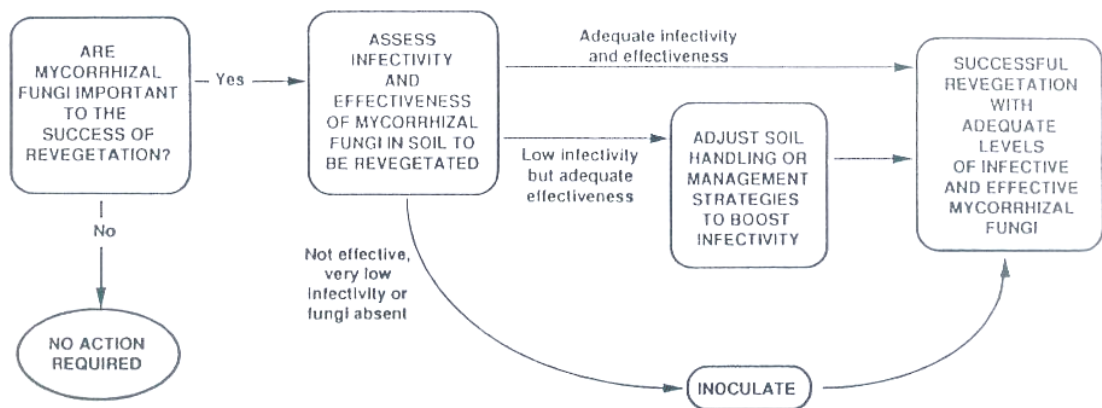 ARE
MYCORRHIZAL
FUNGI IMPORTANT
TO THE
SUCCESS OF
REVEGETATION?
Yes
No
NO ACTION
REQUIRED
ASSESS
INFECTIVITY
AND
EFFECTIVENESS
OF MYCORRHIZAL
FUNGI IN SOIL TO
BE REVEGETATED
Adequate infectivity
and effectiveness
Low infectivity
but adequate
effectiveness
Not effective,
very low
infectivity or
fungi absent
ADJUST SOIL
HANDLING OR
MANAGEMENT
STRATEGIES
TO BOOST
INFECTIVITY
INOCULATE
SUCCESSFUL
REVEGETATION
WITH
ADEQUATE
LEVELS
OF INFECTIVE
AND EFFECTIVE
MYCORRHIZAL
FUNGI